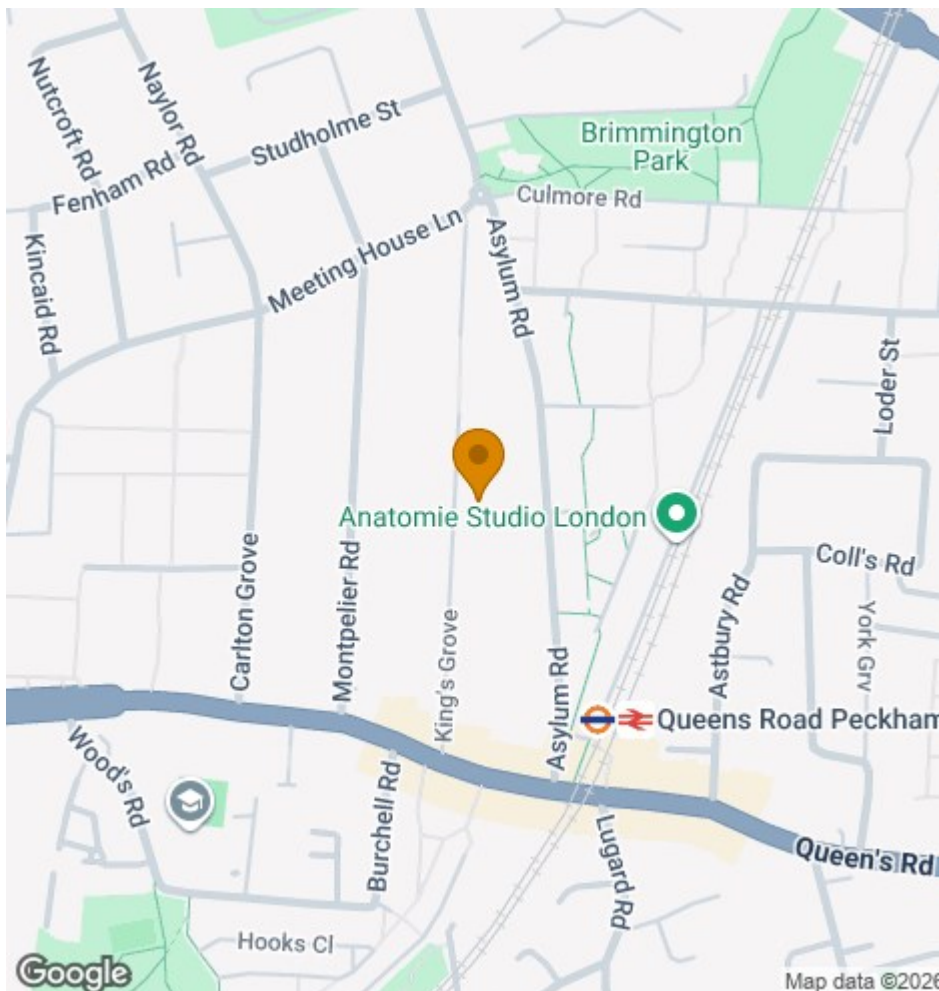 Nutcroft Rd
Naylor Rd
Studholme St
Fenham Rd
Brimmington
Park
Culmore Rd
Meeting House Ln
Asylum Rd
Kincaid Rd
Loder St
Anatomie Studio London
Coll's Rd
Carlton Grove
Montpelier Rd
King's Grove
Asylum Rd
Astbury Rd
York Grv
Queens Road Peckham
Wood's Rd
Burchell Rd
Lugard Rd
Queen's Rd
Hooks Cl
Google
Map data ©2026